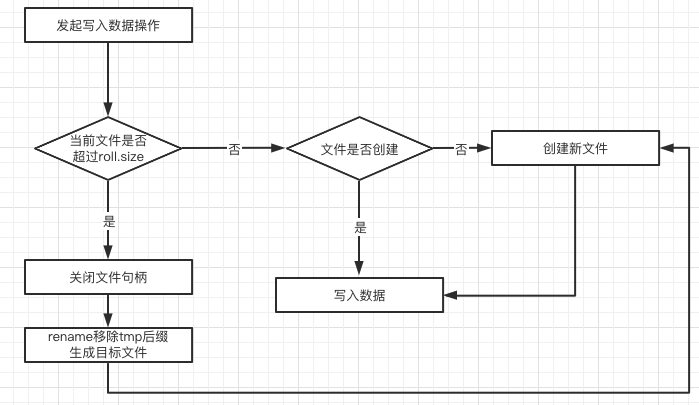 发起写入数据操作
当前文件是否
超过roll.size
否
文件是否创建
否
创建新文件
是
是
关闭文件句柄
写入数据
rename移除tmp后缀
生成目标文件